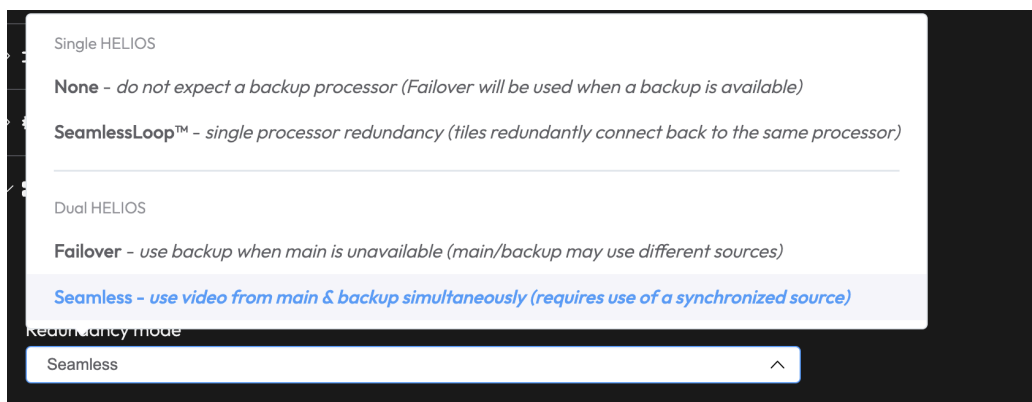 Single HELIOS
None - do not expect a backup processor (Failover will be used when a backup is available)
SeamlessLoop™ - single processor redundancy (tiles redundantly connect back to the same processor)
Dual HELIOS
Failover - use backup when main is unavailable (main/backup may use different sources)
Seamless - use video from main & backup simultaneously (requires use of a synchronized source)
Redundancy mode
Seamless